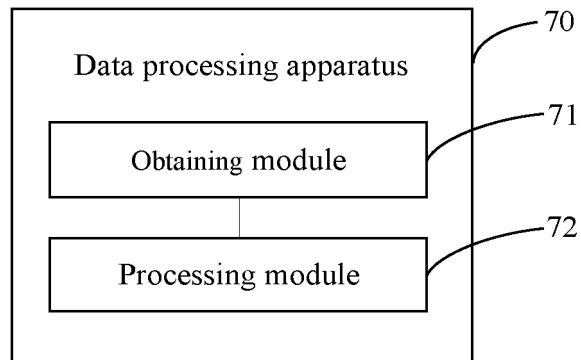 70
Data processing apparatus
71
Obtaining module
72
Processing module